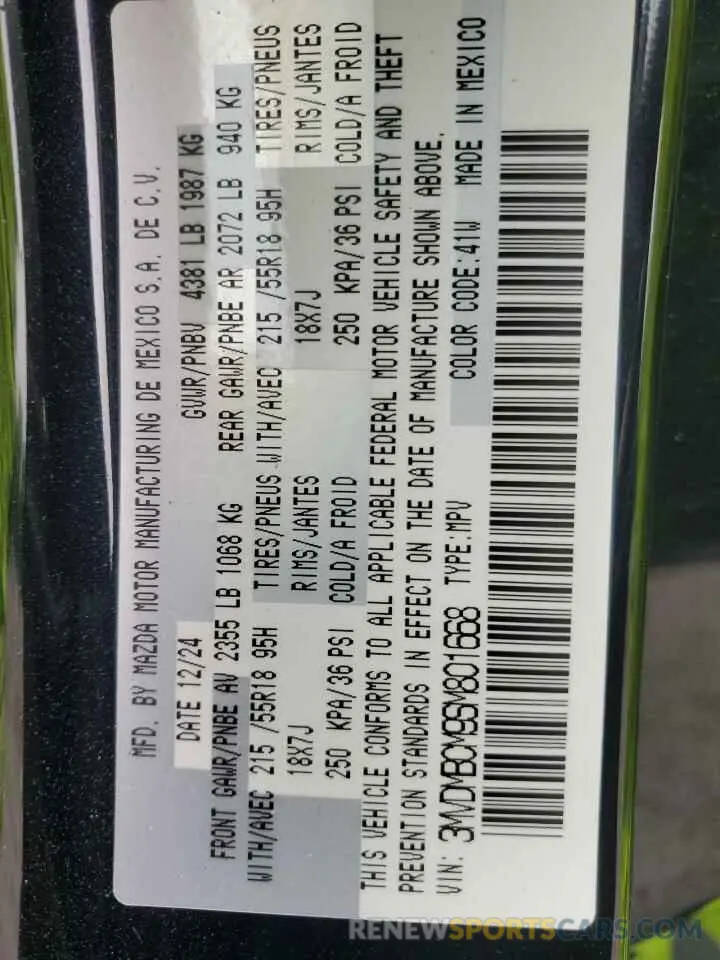 MFD. BY MAZDA MOTOR MANUFACTURING DE MEXICO S.A. DE C.V.
DATE 12/24 GVWR/PNBV 4381 LB 1987 KG
FRONT GAWR/PNBE AV 2355 LB 1068 KG REAR GAWR/PNBE AR 2072 LB 940 KG
WITH/AVEC 215 /55R18 95H TIRES/PNEUS WITH/AVEC 215 /55R18 95H TIRES/PNEUS
18X7J RIMS/JANTES 18X7J RIMS/JANTES
250 KPA/36 PSI COLD/A FROID 250 KPA/36 PSI COLD/A FROID
THIS VEHICLE CONFORMS TO ALL APPLICABLE FEDERAL MOTOR VEHICLE SAFETY AND THEFT
PREVENTION STANDARDS IN EFFECT ON THE DATE OF MANUFACTURE SHOWN ABOVE.
VIN: 3MVDMBCM9SM801668 TYPE:MPV COLOR CODE:41W MADE IN MEXICO
RENEWSPORTSCARS.COM